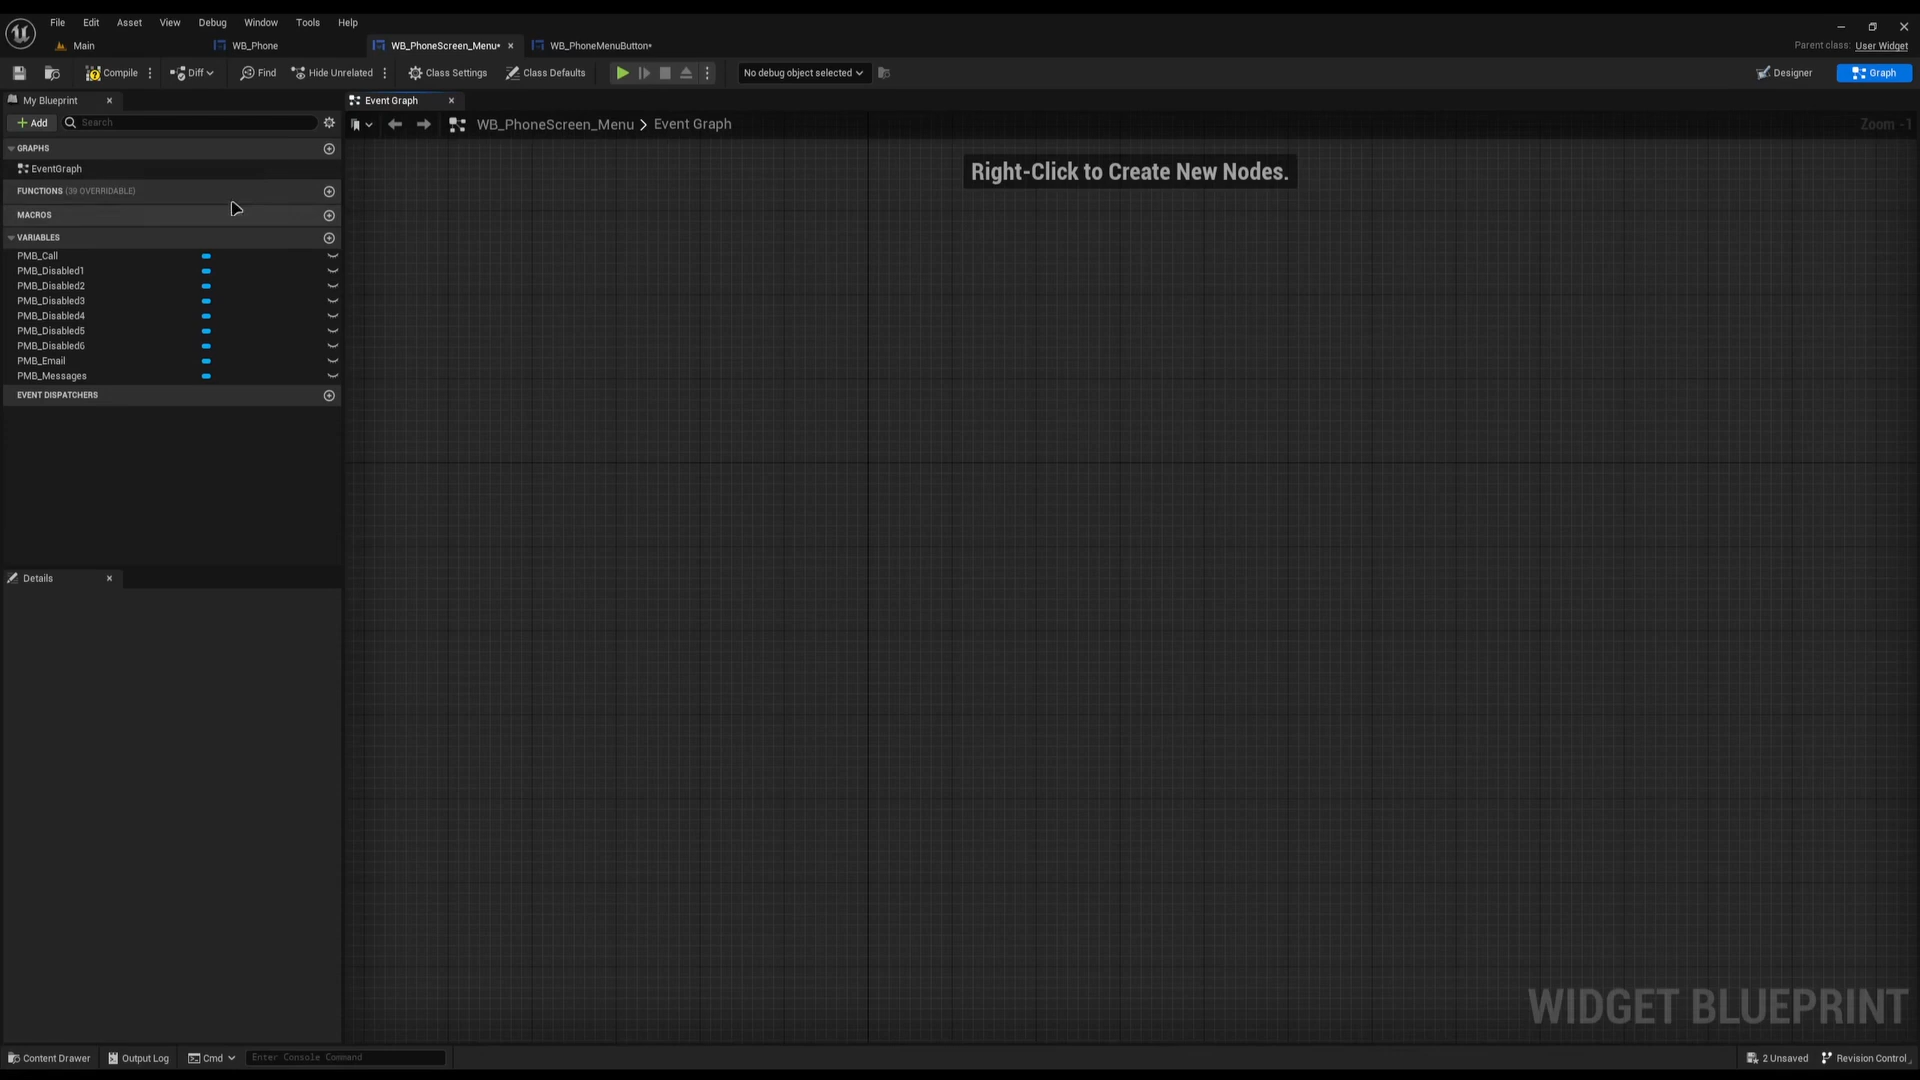 File Edit Asset View Debug Window Tools Help
Main WB_Phone WB_PhoneScreen_Menu* WB_PhoneMenuButton*
Parent class: User Widget
Compile Diff Find Hide Unrelated Class Settings Class Defaults No debug object selected Designer Graph
My Blueprint Event Graph
+ Add Search WB_PhoneScreen_Menu > Event Graph Zoom -1
GRAPHS
EventGraph
FUNCTIONS (39 OVERRIDABLE)
MACROS
VARIABLES
PMB_Call
PMB_Disabled1
PMB_Disabled2
PMB_Disabled3
PMB_Disabled4
PMB_Disabled5
PMB_Disabled6
PMB_Email
PMB_Messages
EVENT DISPATCHERS
Right-Click to Create New Nodes.
Details
WIDGET BLUEPRINT
Content Drawer Output Log Cmd Enter Console Command 2 Unsaved Revision Control